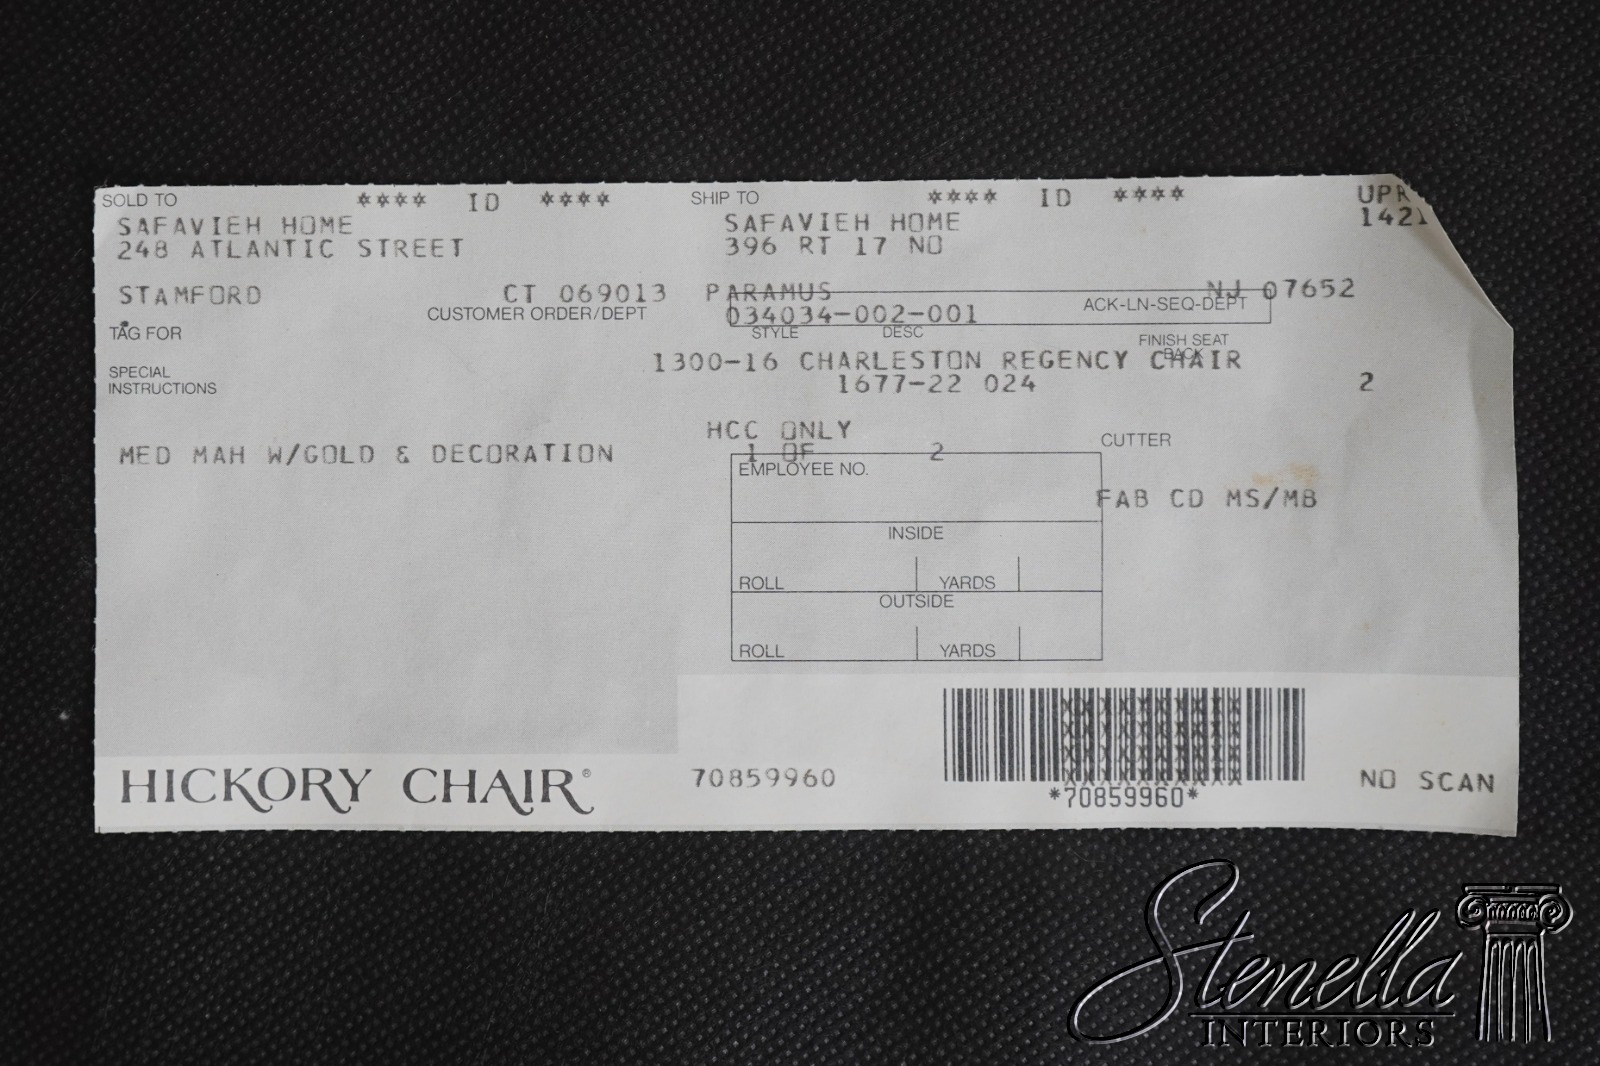 SOLD TO **** ID **** SHIP TO **** ID **** UPR
SAFAVIEH HOME SAFAVIEH HOME 1421
248 ATLANTIC STREET 396 RT 17 NO
STAMFORD CT 069013 PARAMUS NJ 07652
CUSTOMER ORDER/DEPT 034034-002-001 ACK-LN-SEQ-DEPT
TAG FOR STYLE DESC FINISH SEAT
BACK
1300-16 CHARLESTON REGENCY CHAIR
SPECIAL
INSTRUCTIONS 1677-22 024 2
HCC ONLY
MED MAH W/GOLD & DECORATION 1 OF 2 CUTTER
EMPLOYEE NO.
FAB CD MS/MB
INSIDE
ROLL YARDS
OUTSIDE
ROLL YARDS
HICKORY CHAIR® 70859960 NO SCAN
*70859960*
Stenella
INTERIORS